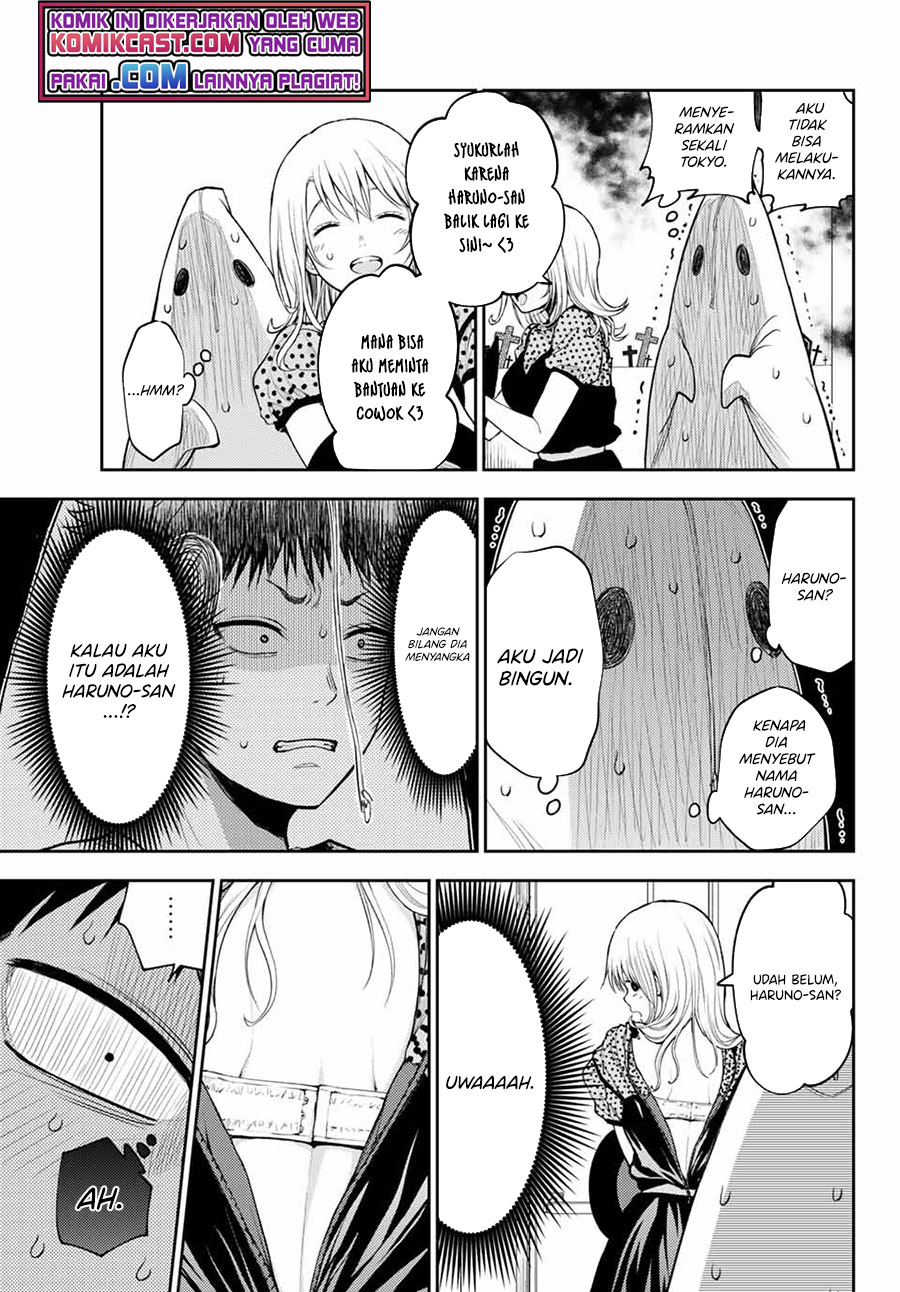 KOMIK INI DIKERJAKAN OLEH WEB
KOMIKCAST.COM YANG CUMA
PAKAI .COM LAINNYA PLAGIAT!
AKU
TIDAK
BISA
MELAKU-
KANNYA.
MENYE-
RAMKAN
SEKALI
TOKYO.
SYUKURLAH
KARENA
HARUNO-SAN
BALIK LAGI KE
SINI~ <3
MANA BISA
AKU MEMINTA
BANTUAN KE
COWOK <3
...HMM?
HARUNO-
SAN?
KENAPA
DIA
MENYEBUT
NAMA
HARUNO-
SAN...
AKU JADI
BINGUN.
JANGAN
BILANG DIA
MENYANGKA
KALAU AKU
ITU ADALAH
HARUNO-SAN
....!?
UDAH BELUM,
HARUNO-SAN?
UWAAAAH.
......
AH.